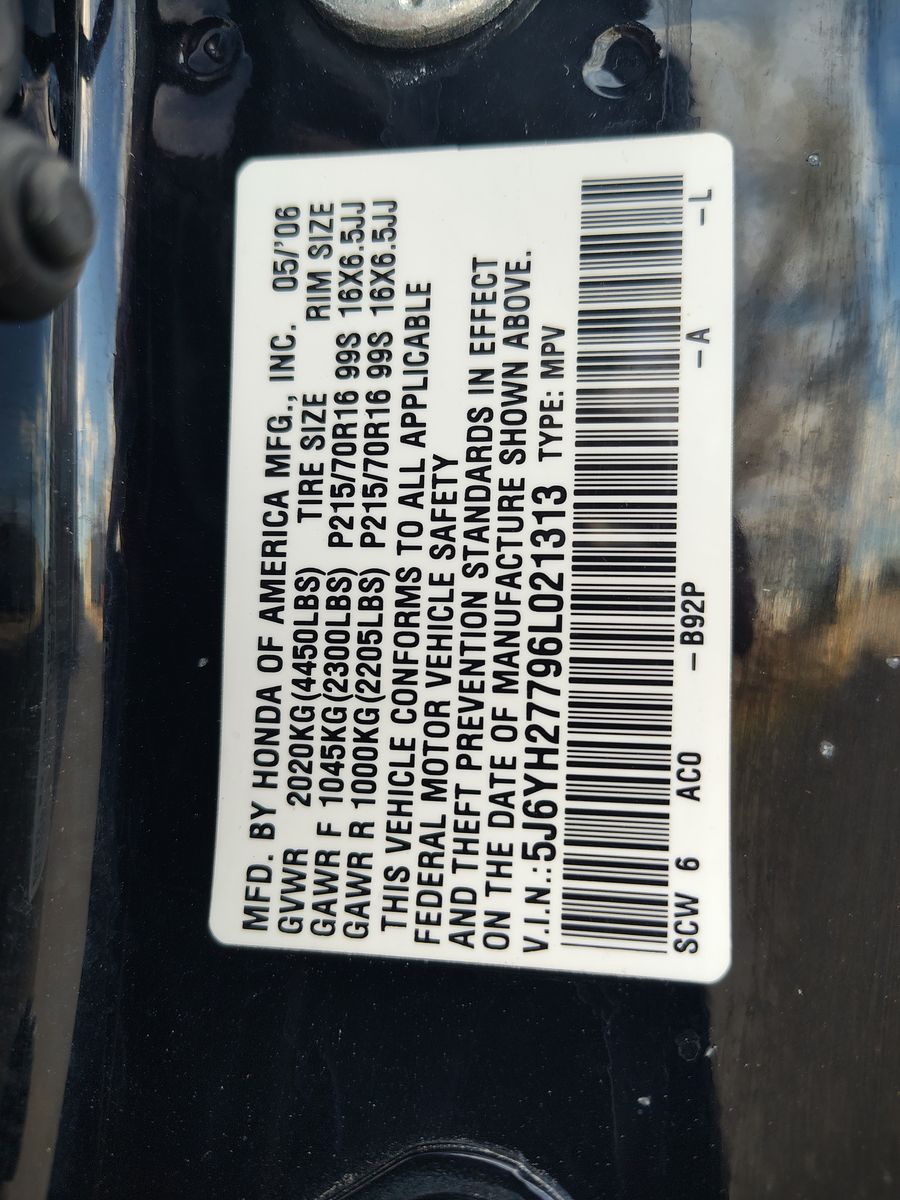 MFD. BY HONDA OF AMERICA MFG., INC. 05/'06
GVWR 2020KG(4450LBS) TIRE SIZE RIM SIZE
GAWR F 1045KG(2300LBS) P215/70R16 99S 16X6.5JJ
GAWR R 1000KG(2205LBS) P215/70R16 99S 16X6.5JJ
THIS VEHICLE CONFORMS TO ALL APPLICABLE
FEDERAL MOTOR VEHICLE SAFETY
AND THEFT PREVENTION STANDARDS IN EFFECT
ON THE DATE OF MANUFACTURE SHOWN ABOVE.
V.I.N.:5J6YH27796L021313 TYPE: MPV
SCW 6 AC0 -B92P -A -L